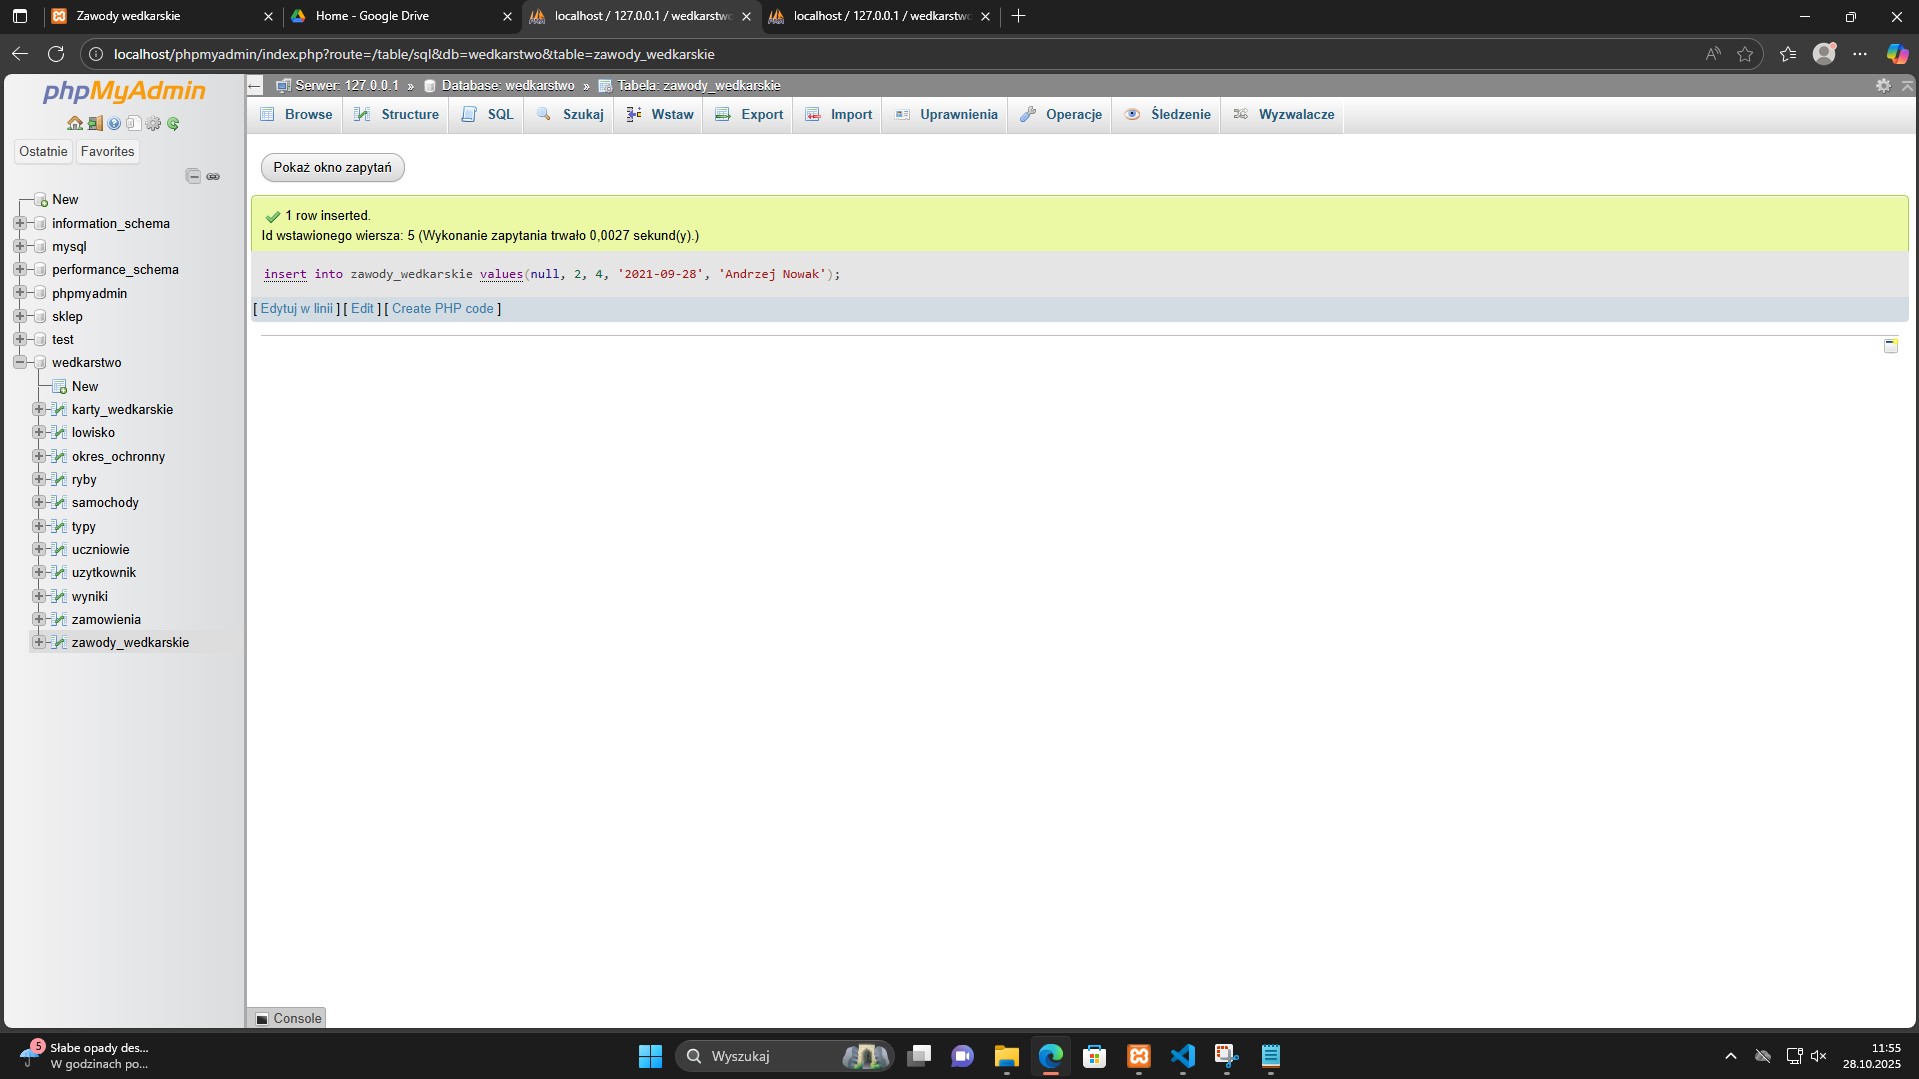 Zawody wedkarskie
Home - Google Drive
localhost / 127.0.0.1 / wedkarstwo
localhost / 127.0.0.1 / wedkarstwo
localhost/phpmyadmin/index.php?route=/table/sql&db=wedkarstwo&table=zawody_wedkarskie
phpMyAdmin
Ostatnie
Favorites
New
information_schema
mysql
performance_schema
phpmyadmin
sklep
test
wedkarstwo
New
karty_wedkarskie
lowisko
okres_ochronny
ryby
samochody
typy
uczniowie
uzytkownik
wyniki
zamowienia
zawody_wedkarskie
Serwer: 127.0.0.1 » Database: wedkarstwo » Tabela: zawody_wedkarskie
Browse Structure SQL Szukaj Wstaw Export Import Uprawnienia Operacje Śledzenie Wyzwalacze
Pokaż okno zapytań
1 row inserted.
Id wstawionego wiersza: 5 (Wykonanie zapytania trwało 0,0027 sekund(y).)
insert into zawody_wedkarskie values(null, 2, 4, '2021-09-28', 'Andrzej Nowak');
[ Edytuj w linii ] [ Edit ] [ Create PHP code ]
Console
5
Słabe opady des...
W godzinach po...
Wyszukaj
11:55
28.10.2025